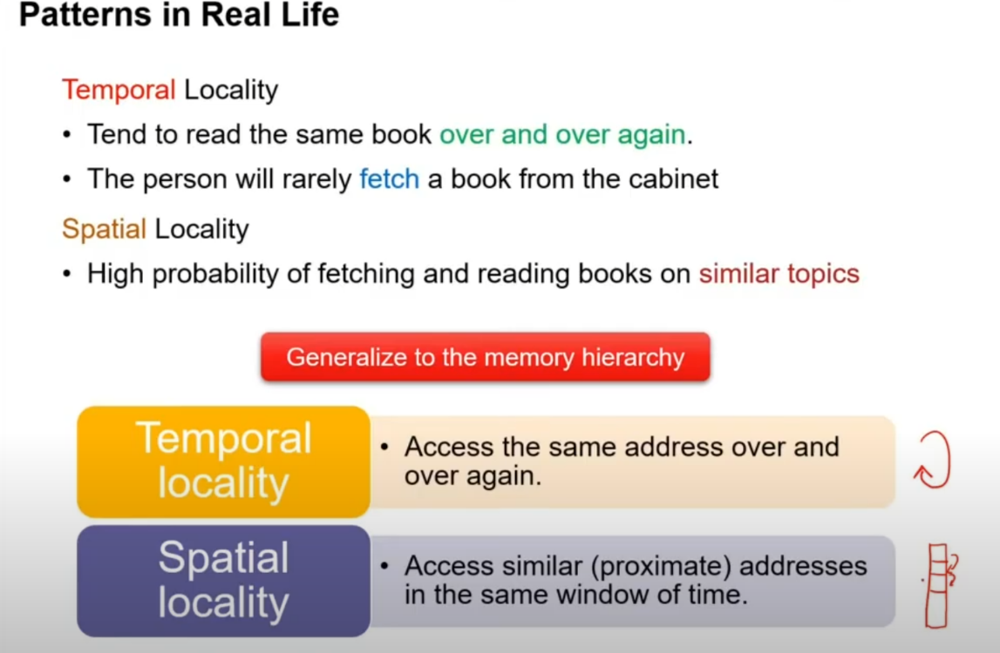 Patterns in Real Life
Temporal Locality
• Tend to read the same book over and over again.
• The person will rarely fetch a book from the cabinet
Spatial Locality
• High probability of fetching and reading books on similar topics
Generalize to the memory hierarchy
Temporal
locality
• Access the same address over and
over again.
Spatial
locality
• Access similar (proximate) addresses
in the same window of time.